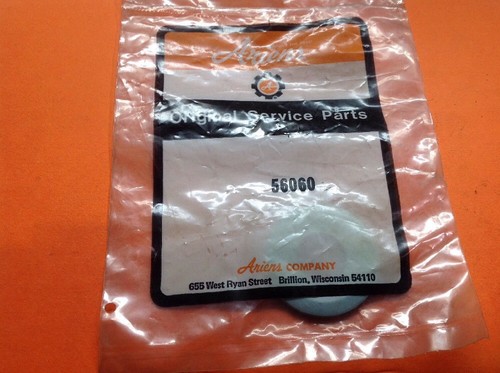 Ariens
Original Service Parts
56060
Ariens COMPANY
655 West Ryan Street Brillion, Wisconsin 54110